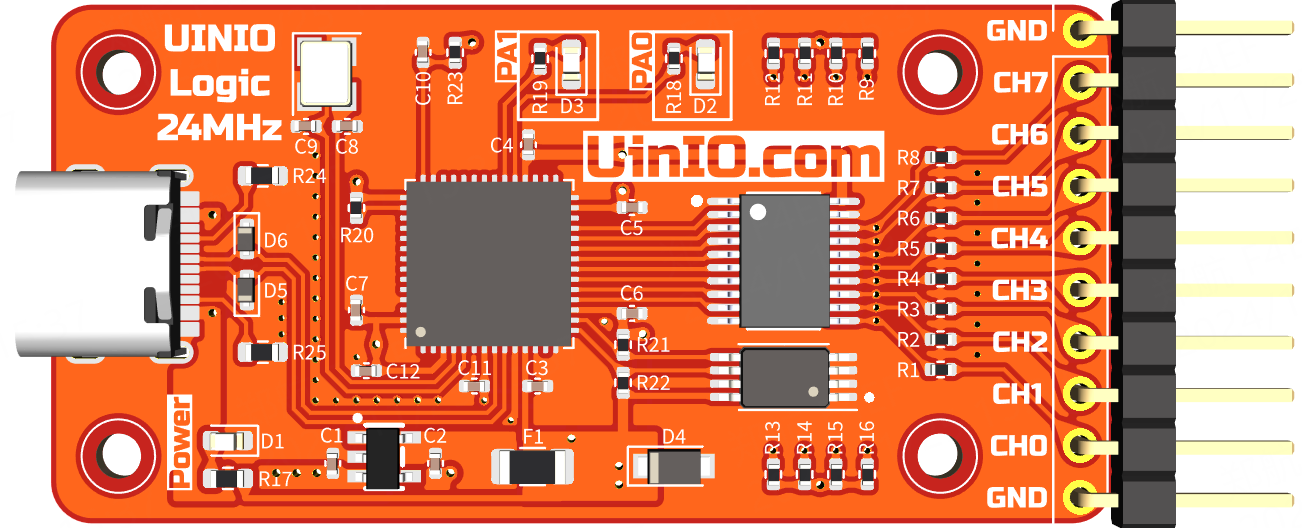 UINIO
Logic
24MHz
C9
C8
C10
R23
PA1
R19
D3
PA0
R18
D2
R12
R11
R10
R9
C4
UinIO.com
GND
CH7
CH6
CH5
CH4
CH3
CH2
CH1
CH0
GND
R8
R7
R6
R5
R4
R3
R2
R1
R24
D6
D5
R25
R20
C7
C12
C11
C3
C5
C6
R21
R22
Power
D1
R17
C1
C2
F1
D4
R13
R14
R15
R16